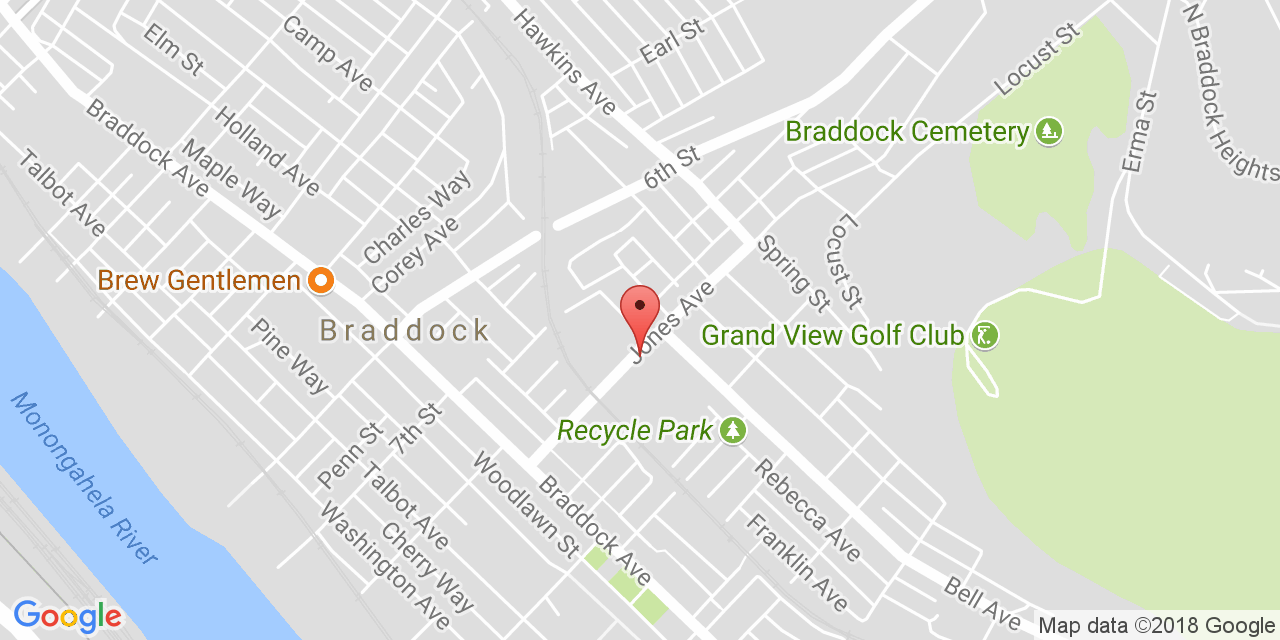 Elm St
Camp Ave
Hawkins Ave
Earl St
Locust St
N Braddock Heights
Braddock Ave
Holland Ave
Braddock Cemetery
Erma St
Talbot Ave
Maple Way
Charles Way
6th St
Corey Ave
Locust St
Spring St
Brew Gentlemen
Jones Ave
Braddock
Grand View Golf Club
Pine Way
Monongahela River
7th St
Recycle Park
Penn St
Talbot Ave
Woodlawn St
Braddock Ave
Rebecca Ave
Washington Ave
Cherry Way
Franklin Ave
Bell Ave
Google
Map data ©2018 Google